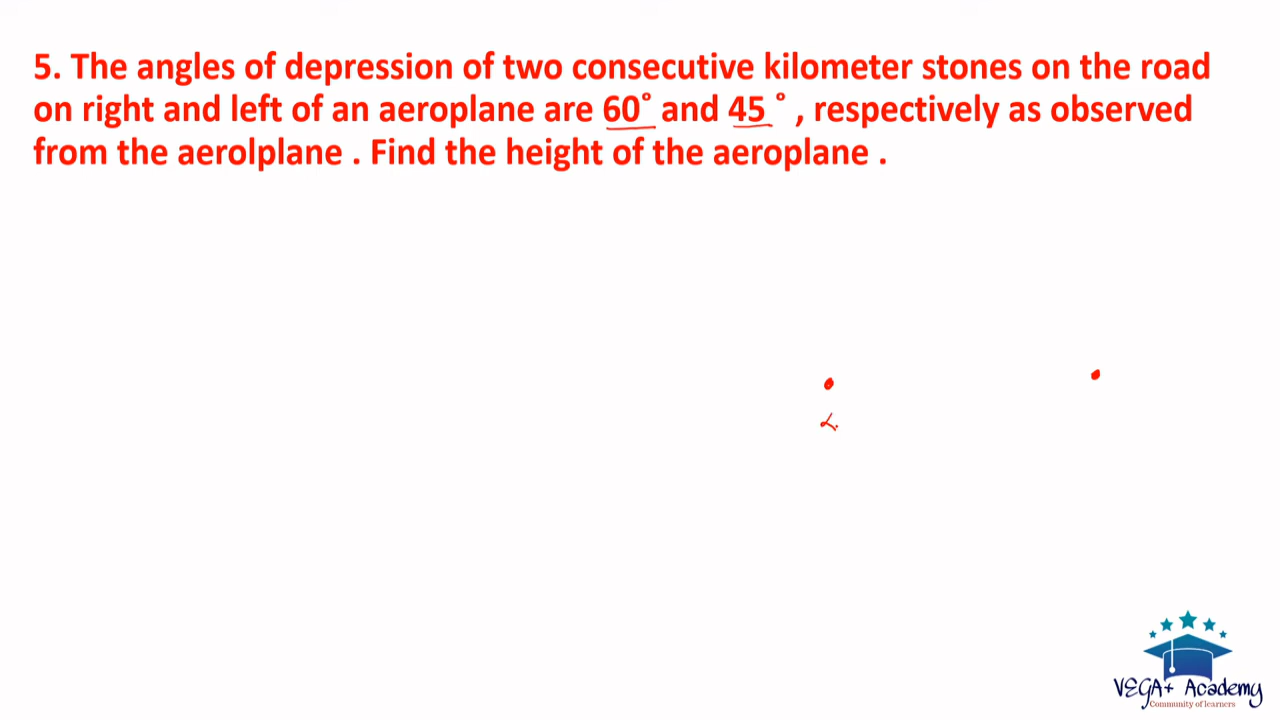 5. The angles of depression of two consecutive kilometer stones on the road
on right and left of an aeroplane are 60° and 45 ° , respectively as observed
from the aerolplane . Find the height of the aeroplane .
VEGA+ Academy
Community of learners